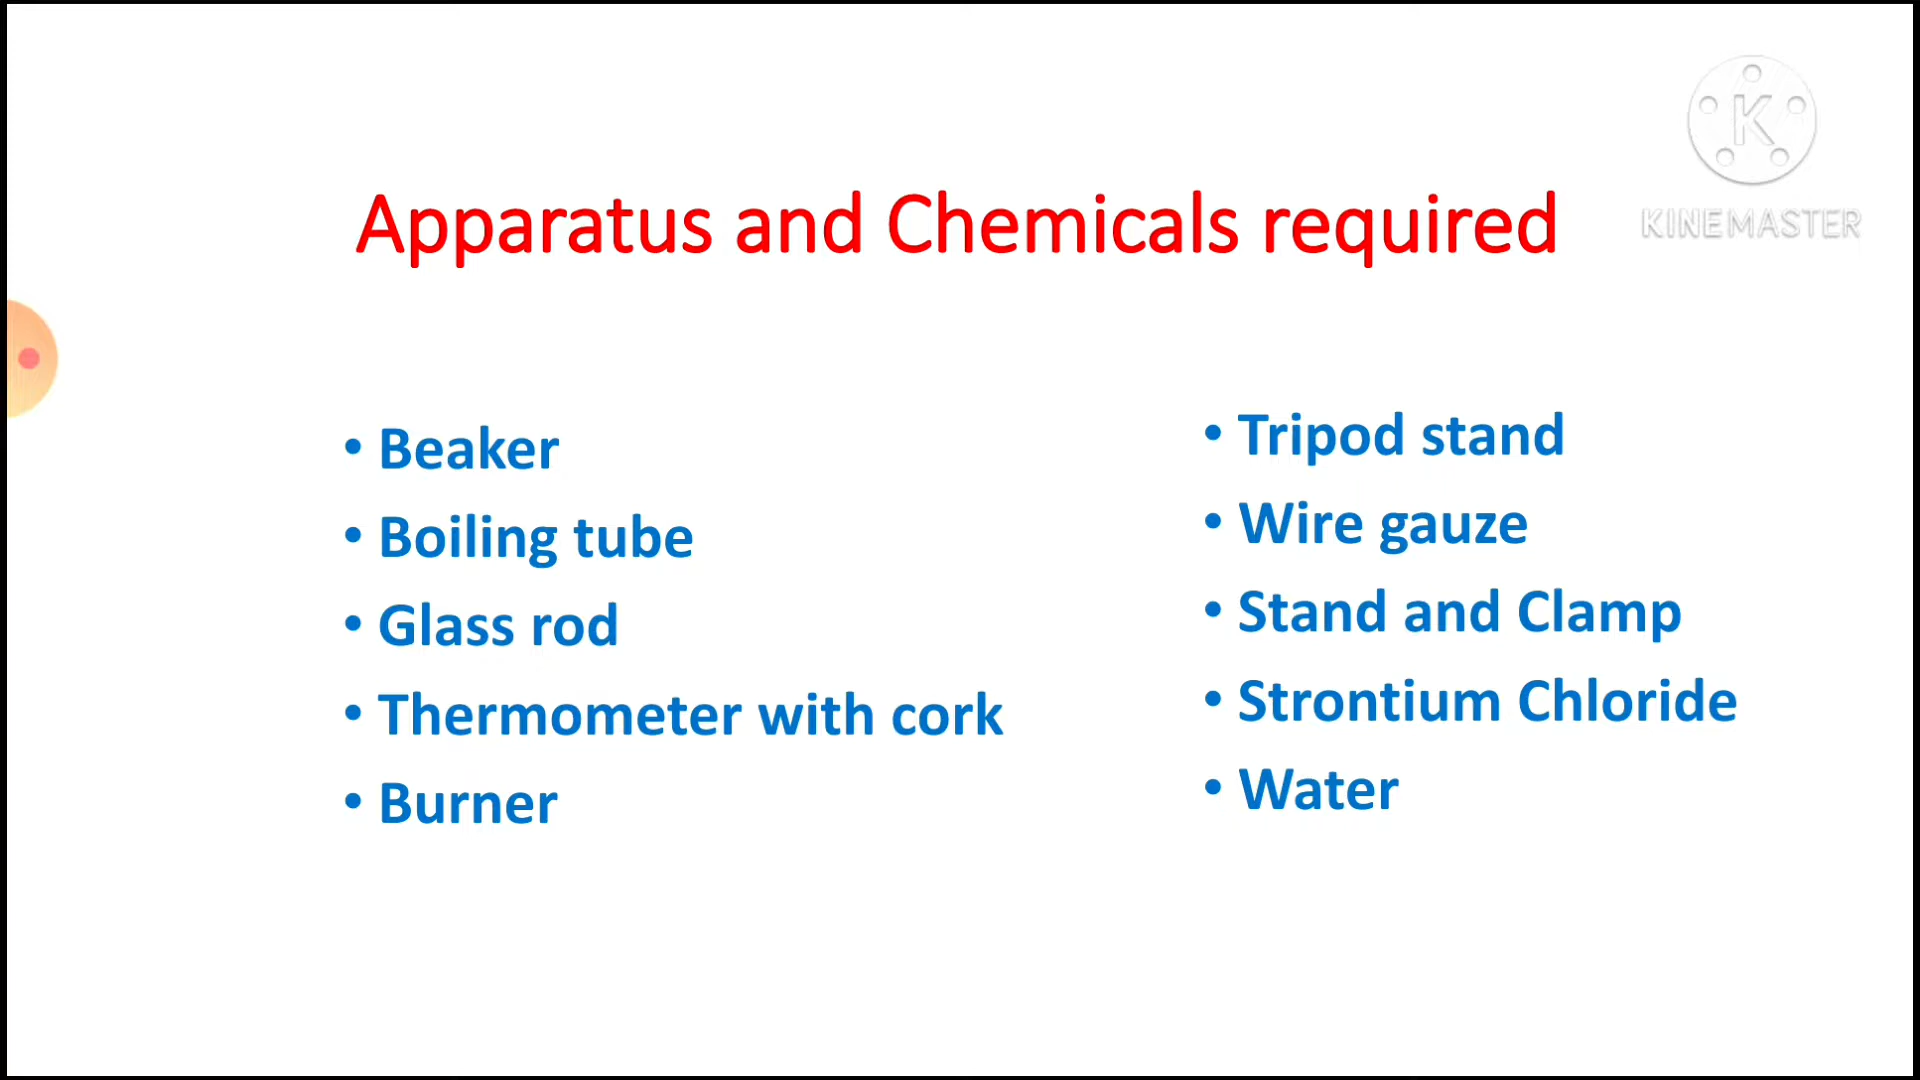 K
KINEMASTER
Apparatus and Chemicals required
• Beaker
• Boiling tube
• Glass rod
• Thermometer with cork
• Burner
• Tripod stand
• Wire gauze
• Stand and Clamp
• Strontium Chloride
• Water